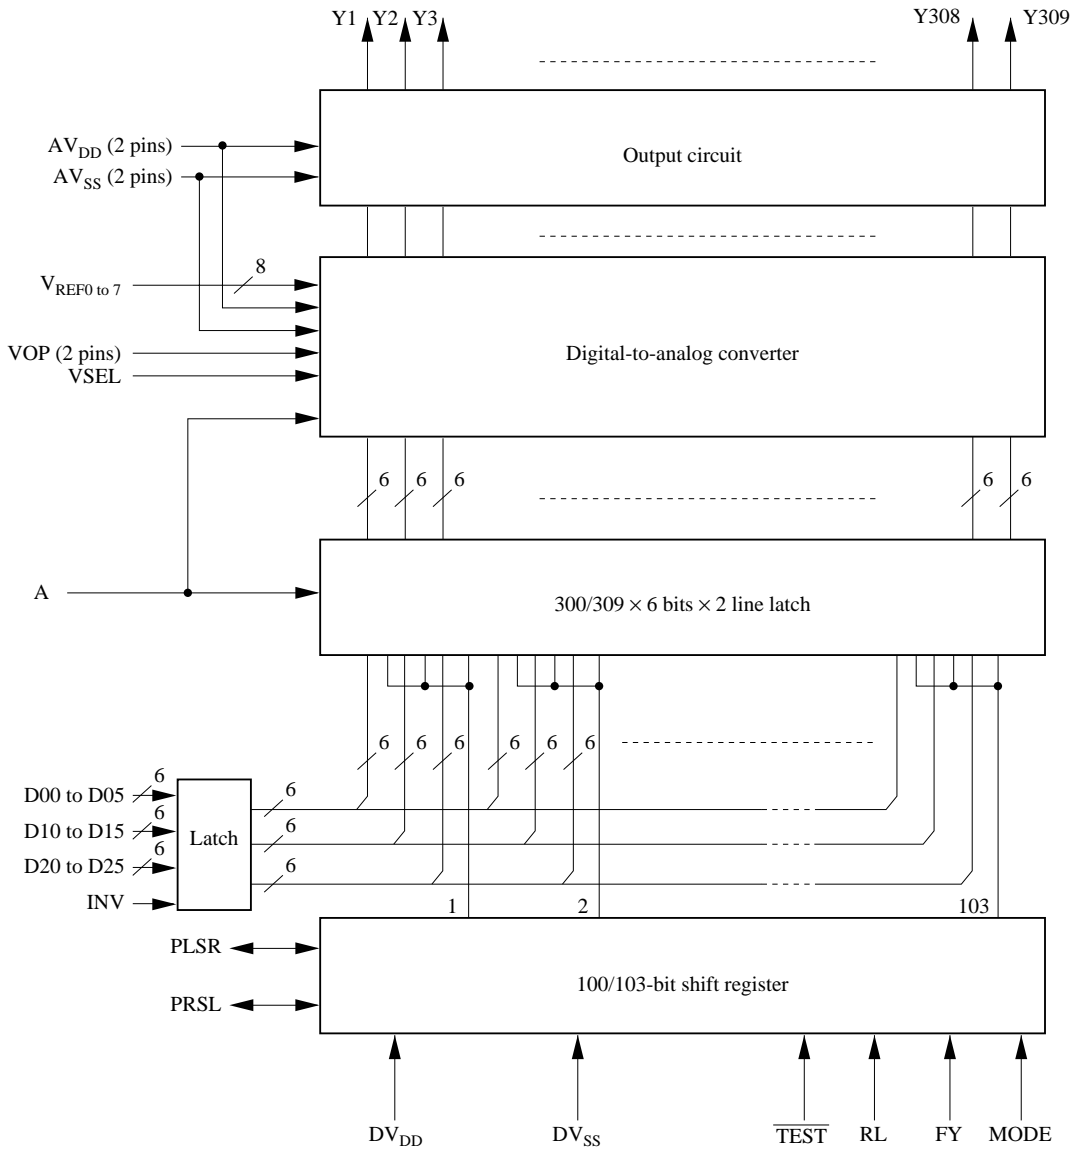 Y1 Y2 Y3 Y308 Y309
AVDD (2 pins)
Output circuit
AVSS (2 pins)
8
VREF0 to 7
VOP (2 pins)
Digital-to-analog converter
VSEL
6 6 6 6 6
A
300/309 × 6 bits × 2 line latch
6 6 6 6 6 6
D00 to D05 6 6
D10 to D15 6 Latch 6
D20 to D25 6 6
INV
1 2 103
PLSR
100/103-bit shift register
PRSL
DVDD DVSS TEST RL FY MODE